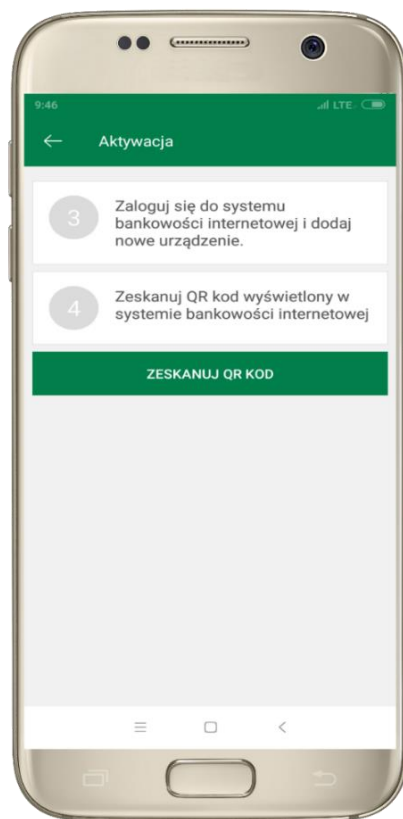 9:46
LTE
Aktywacja
3
Zaloguj się do systemu
bankowości internetowej i dodaj
nowe urządzenie.
4
Zeskanuj QR kod wyświetlony w
systemie bankowości internetowej
ZESKANUJ QR KOD